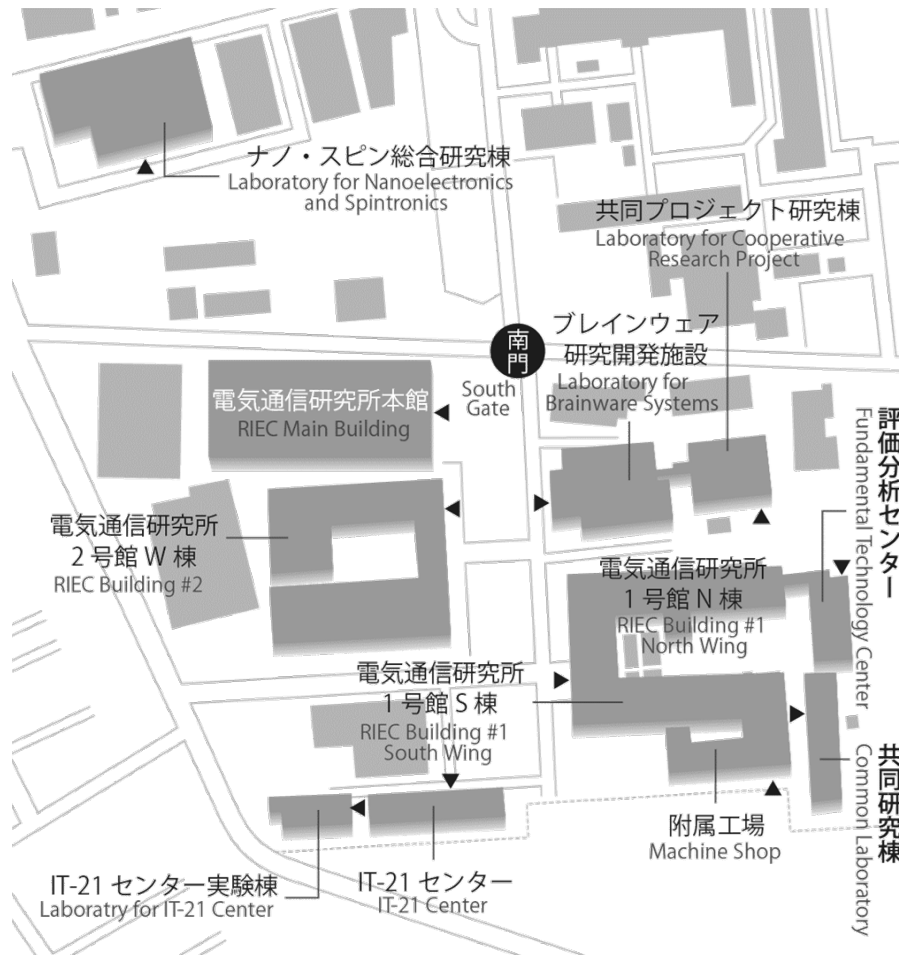 ナノ・スピン総合研究棟
Laboratory for Nanoelectronics
and Spintronics
共同プロジェクト研究棟
Laboratory for Cooperative
Research Project
南門
South
Gate
ブレインウェア
研究開発施設
Laboratory for
Brainware Systems
電気通信研究所本館
RIEC Main Building
評価分析センター
Fundamental Technology Center
電気通信研究所
2号館W棟
RIEC Building #2
電気通信研究所
1号館N棟
RIEC Building #1
North Wing
電気通信研究所
1号館S棟
RIEC Building #1
South Wing
共同研究棟
Common Laboratory
附属工場
Machine Shop
IT-21 センター実験棟
Laboratry for IT-21 Center
IT-21 センター
IT-21 Center